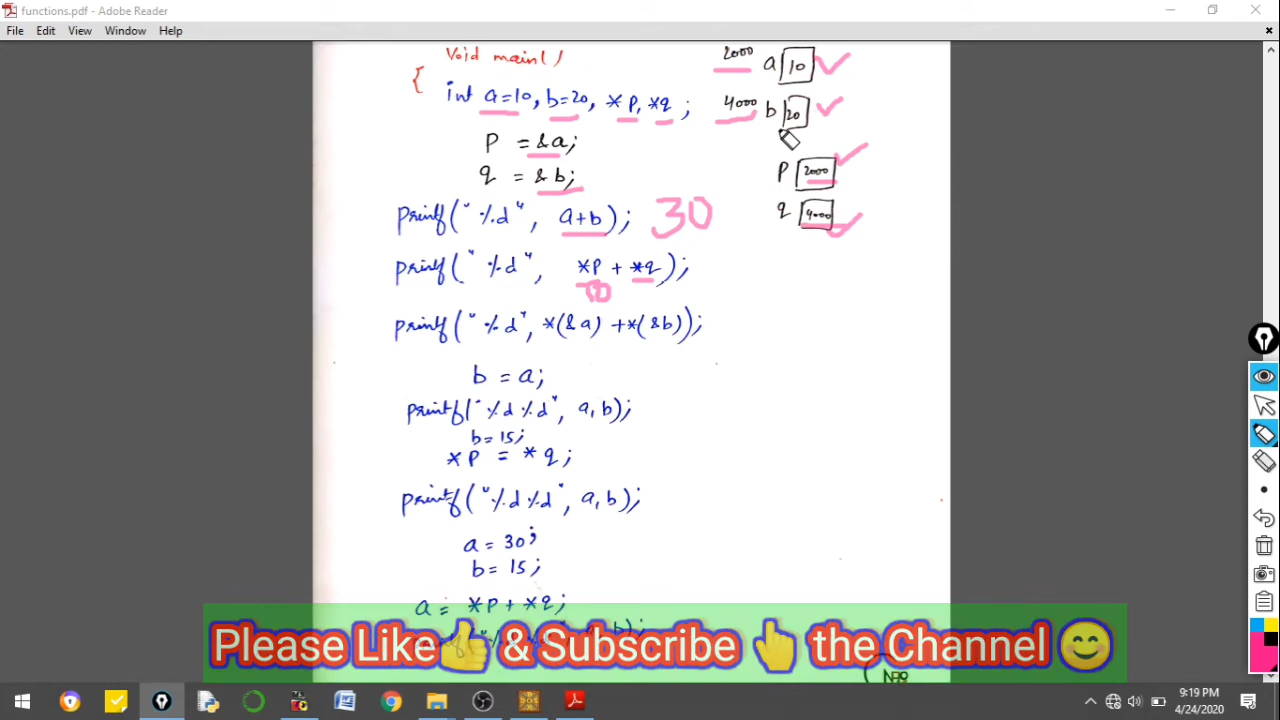 functions.pdf - Adobe Reader
File Edit View Window Help
Void main()
{
int a=10, b=20, *P, *q;
P = &a;
q = &b;
printf("%d", a+b); 30
printf("%d", *P + *q);
10
printf("%d", *(&a) + *(&b));
b = a;
printf("%d %d", a, b);
b = 15;
*P = *q;
printf("%d %d", a, b);
a = 30;
b = 15;
a = *P + *q;
2000 a 10
4000 b 20
P 2000
q 4000
Please Like & Subscribe the Channel
9:19 PM
4/24/2020